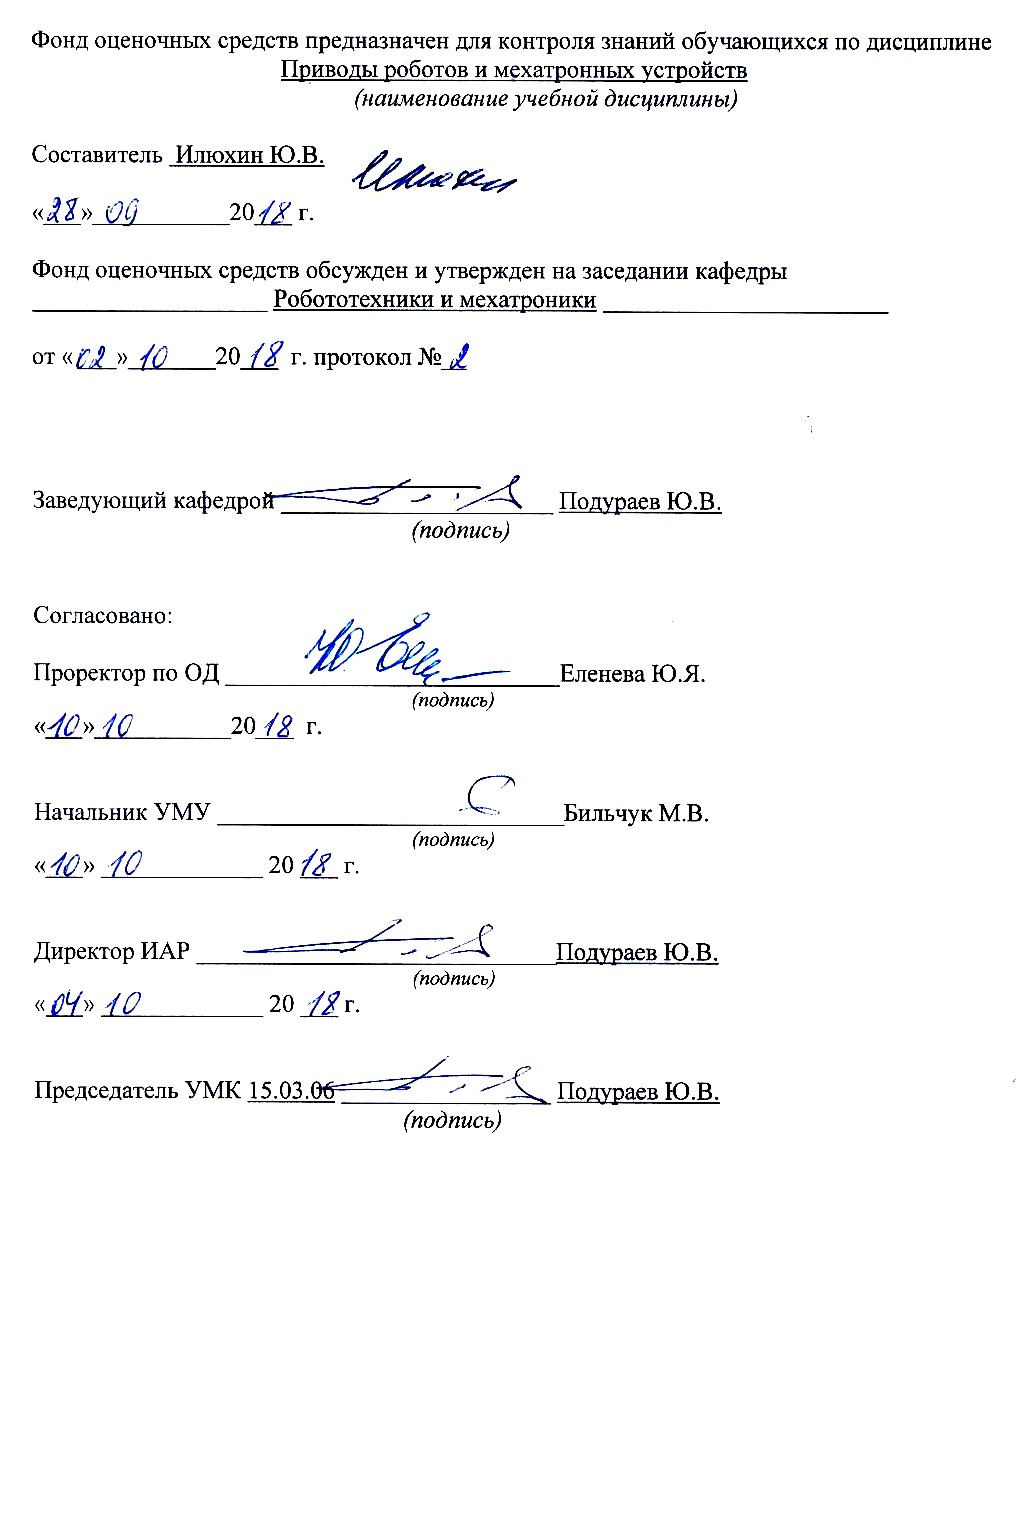 Фонд оценочных средств предназначен для контроля знаний обучающихся по дисциплине
Приводы роботов и мехатронных устройств
(наименование учебной дисциплины)
Составитель Илюхин Ю.В.
«28» 09 2018 г.
Фонд оценочных средств обсужден и утвержден на заседании кафедры
Робототехники и мехатроники
от «02» 10 2018 г. протокол № 2
Заведующий кафедрой Подураев Ю.В.
(подпись)
Согласовано:
Проректор по ОД Еленева Ю.Я.
(подпись)
«10» 10 2018 г.
Начальник УМУ Бильчук М.В.
(подпись)
«10» 10 2018 г.
Директор ИАР Подураев Ю.В.
(подпись)
«04» 10 2018 г.
Председатель УМК 15.03.06 Подураев Ю.В.
(подпись)